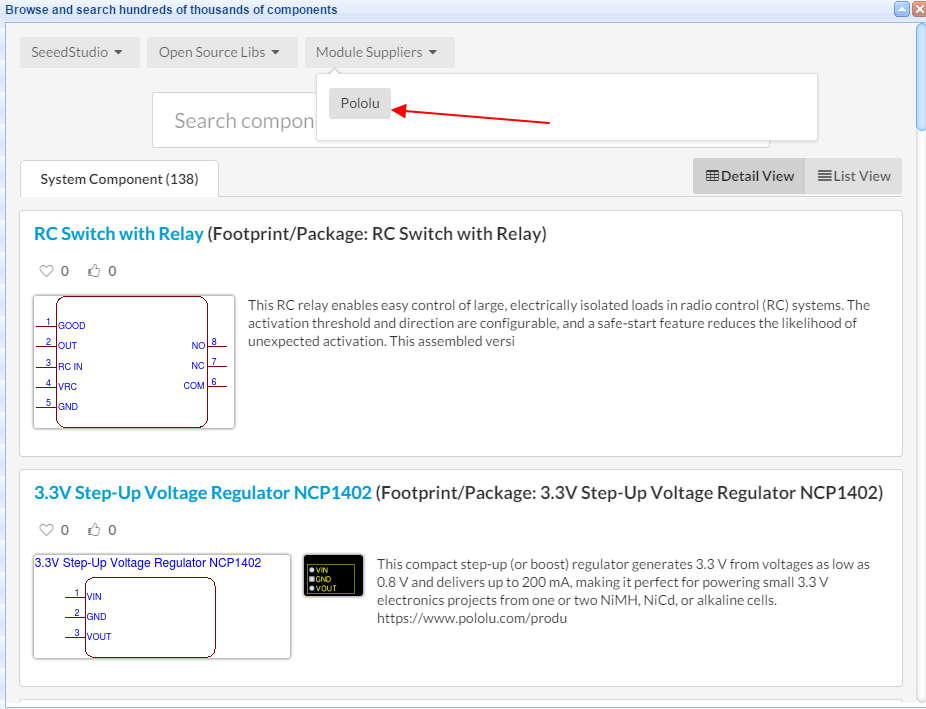 Browse and search hundreds of thousands of components
SeeedStudio Open Source Libs Module Suppliers
Pololu
Search compon
System Component (138)
Detail View List View
RC Switch with Relay (Footprint/Package: RC Switch with Relay)
0 0
1 GOOD
2 OUT
3 RC IN
4 VRC
5 GND
NO 8
NC 7
COM 6
This RC relay enables easy control of large, electrically isolated loads in radio control (RC) systems. The
activation threshold and direction are configurable, and a safe-start feature reduces the likelihood of
unexpected activation. This assembled versi
3.3V Step-Up Voltage Regulator NCP1402 (Footprint/Package: 3.3V Step-Up Voltage Regulator NCP1402)
0 0
3.3V Step-Up Voltage Regulator NCP1402
1 VIN
2 GND
3 VOUT
VIN
GND
VOUT
This compact step-up (or boost) regulator generates 3.3 V from voltages as low as
0.8 V and delivers up to 200 mA, making it perfect for powering small 3.3 V
electronics projects from one or two NiMH, NiCd, or alkaline cells.
https://www.pololu.com/produ